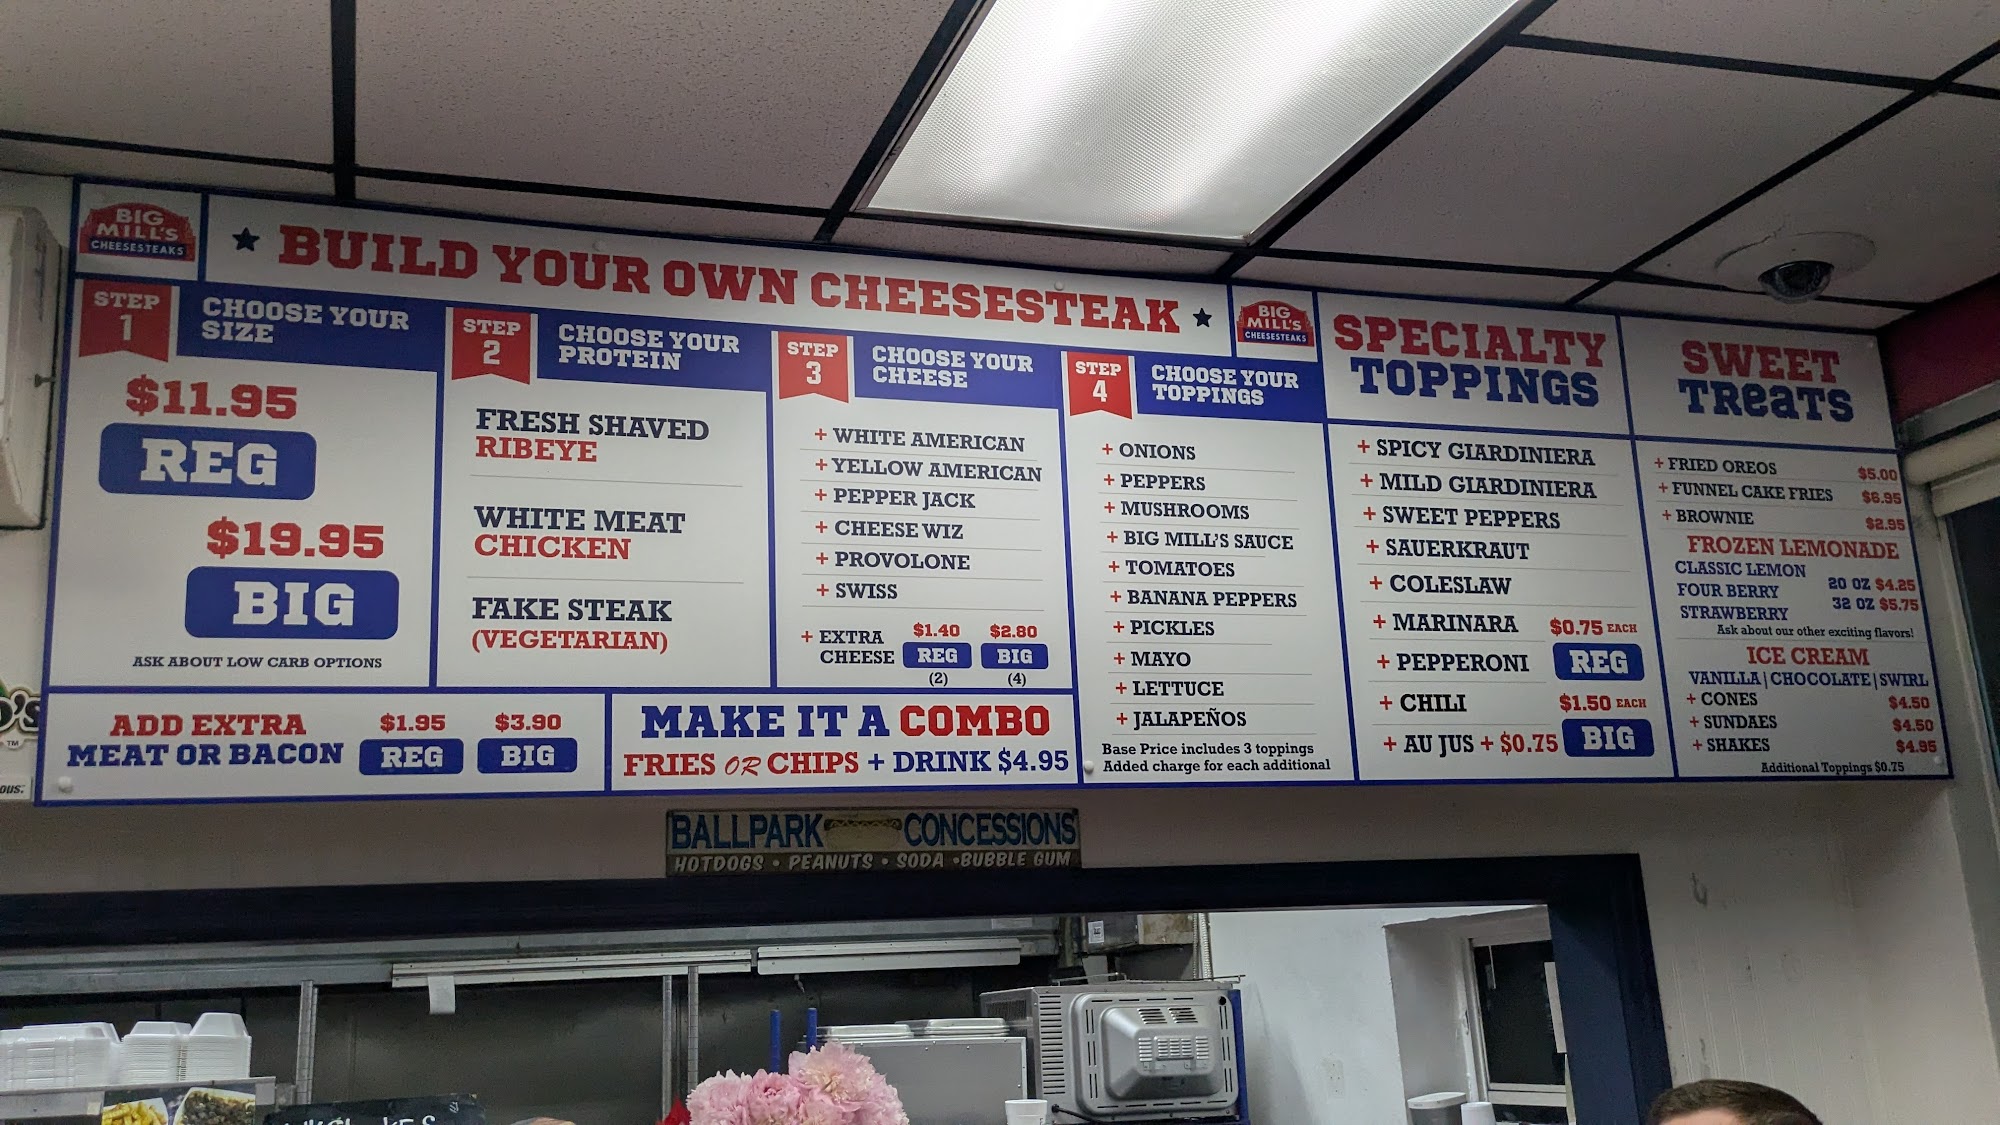 BIG
MILL'S
CHEESESTEAKS
BUILD YOUR OWN CHEESESTEAK
STEP
1
CHOOSE YOUR
SIZE
$11.95
REG
$19.95
BIG
ASK ABOUT LOW CARB OPTIONS
STEP
2
CHOOSE YOUR
PROTEIN
FRESH SHAVED
RIBEYE
WHITE MEAT
CHICKEN
FAKE STEAK
(VEGETARIAN)
STEP
3
CHOOSE YOUR
CHEESE
+ WHITE AMERICAN
+ YELLOW AMERICAN
+ PEPPER JACK
+ CHEESE WIZ
+ PROVOLONE
+ SWISS
+ EXTRA
CHEESE
$1.40
REG
(2)
$2.80
BIG
(4)
ADD EXTRA
MEAT OR BACON
$1.95
REG
$3.90
BIG
MAKE IT A COMBO
FRIES OR CHIPS + DRINK $4.95
STEP
4
CHOOSE YOUR
TOPPINGS
+ ONIONS
+ PEPPERS
+ MUSHROOMS
+ BIG MILL'S SAUCE
+ TOMATOES
+ BANANA PEPPERS
+ PICKLES
+ MAYO
+ LETTUCE
+ JALAPEÑOS
Base Price includes 3 toppings
Added charge for each additional
BIG
MILL'S
CHEESESTEAKS
SPECIALTY
TOPPINGS
+ SPICY GIARDINIERA
+ MILD GIARDINIERA
+ SWEET PEPPERS
+ SAUERKRAUT
+ COLESLAW
+ MARINARA
+ PEPPERONI
+ CHILI
+ AU JUS + $0.75
$0.75 EACH
REG
$1.50 EACH
BIG
SWEET
TREATS
+ FRIED OREOS $5.00
+ FUNNEL CAKE FRIES $6.95
+ BROWNIE $2.95
FROZEN LEMONADE
CLASSIC LEMON
FOUR BERRY
STRAWBERRY
20 OZ $4.25
32 OZ $5.75
Ask about our other exciting flavors!
ICE CREAM
VANILLA | CHOCOLATE | SWIRL
+ CONES $4.50
+ SUNDAES $4.50
+ SHAKES $4.95
Additional Toppings $0.75
BALLPARK CONCESSIONS
HOTDOGS • PEANUTS • SODA • BUBBLE GUM
TM